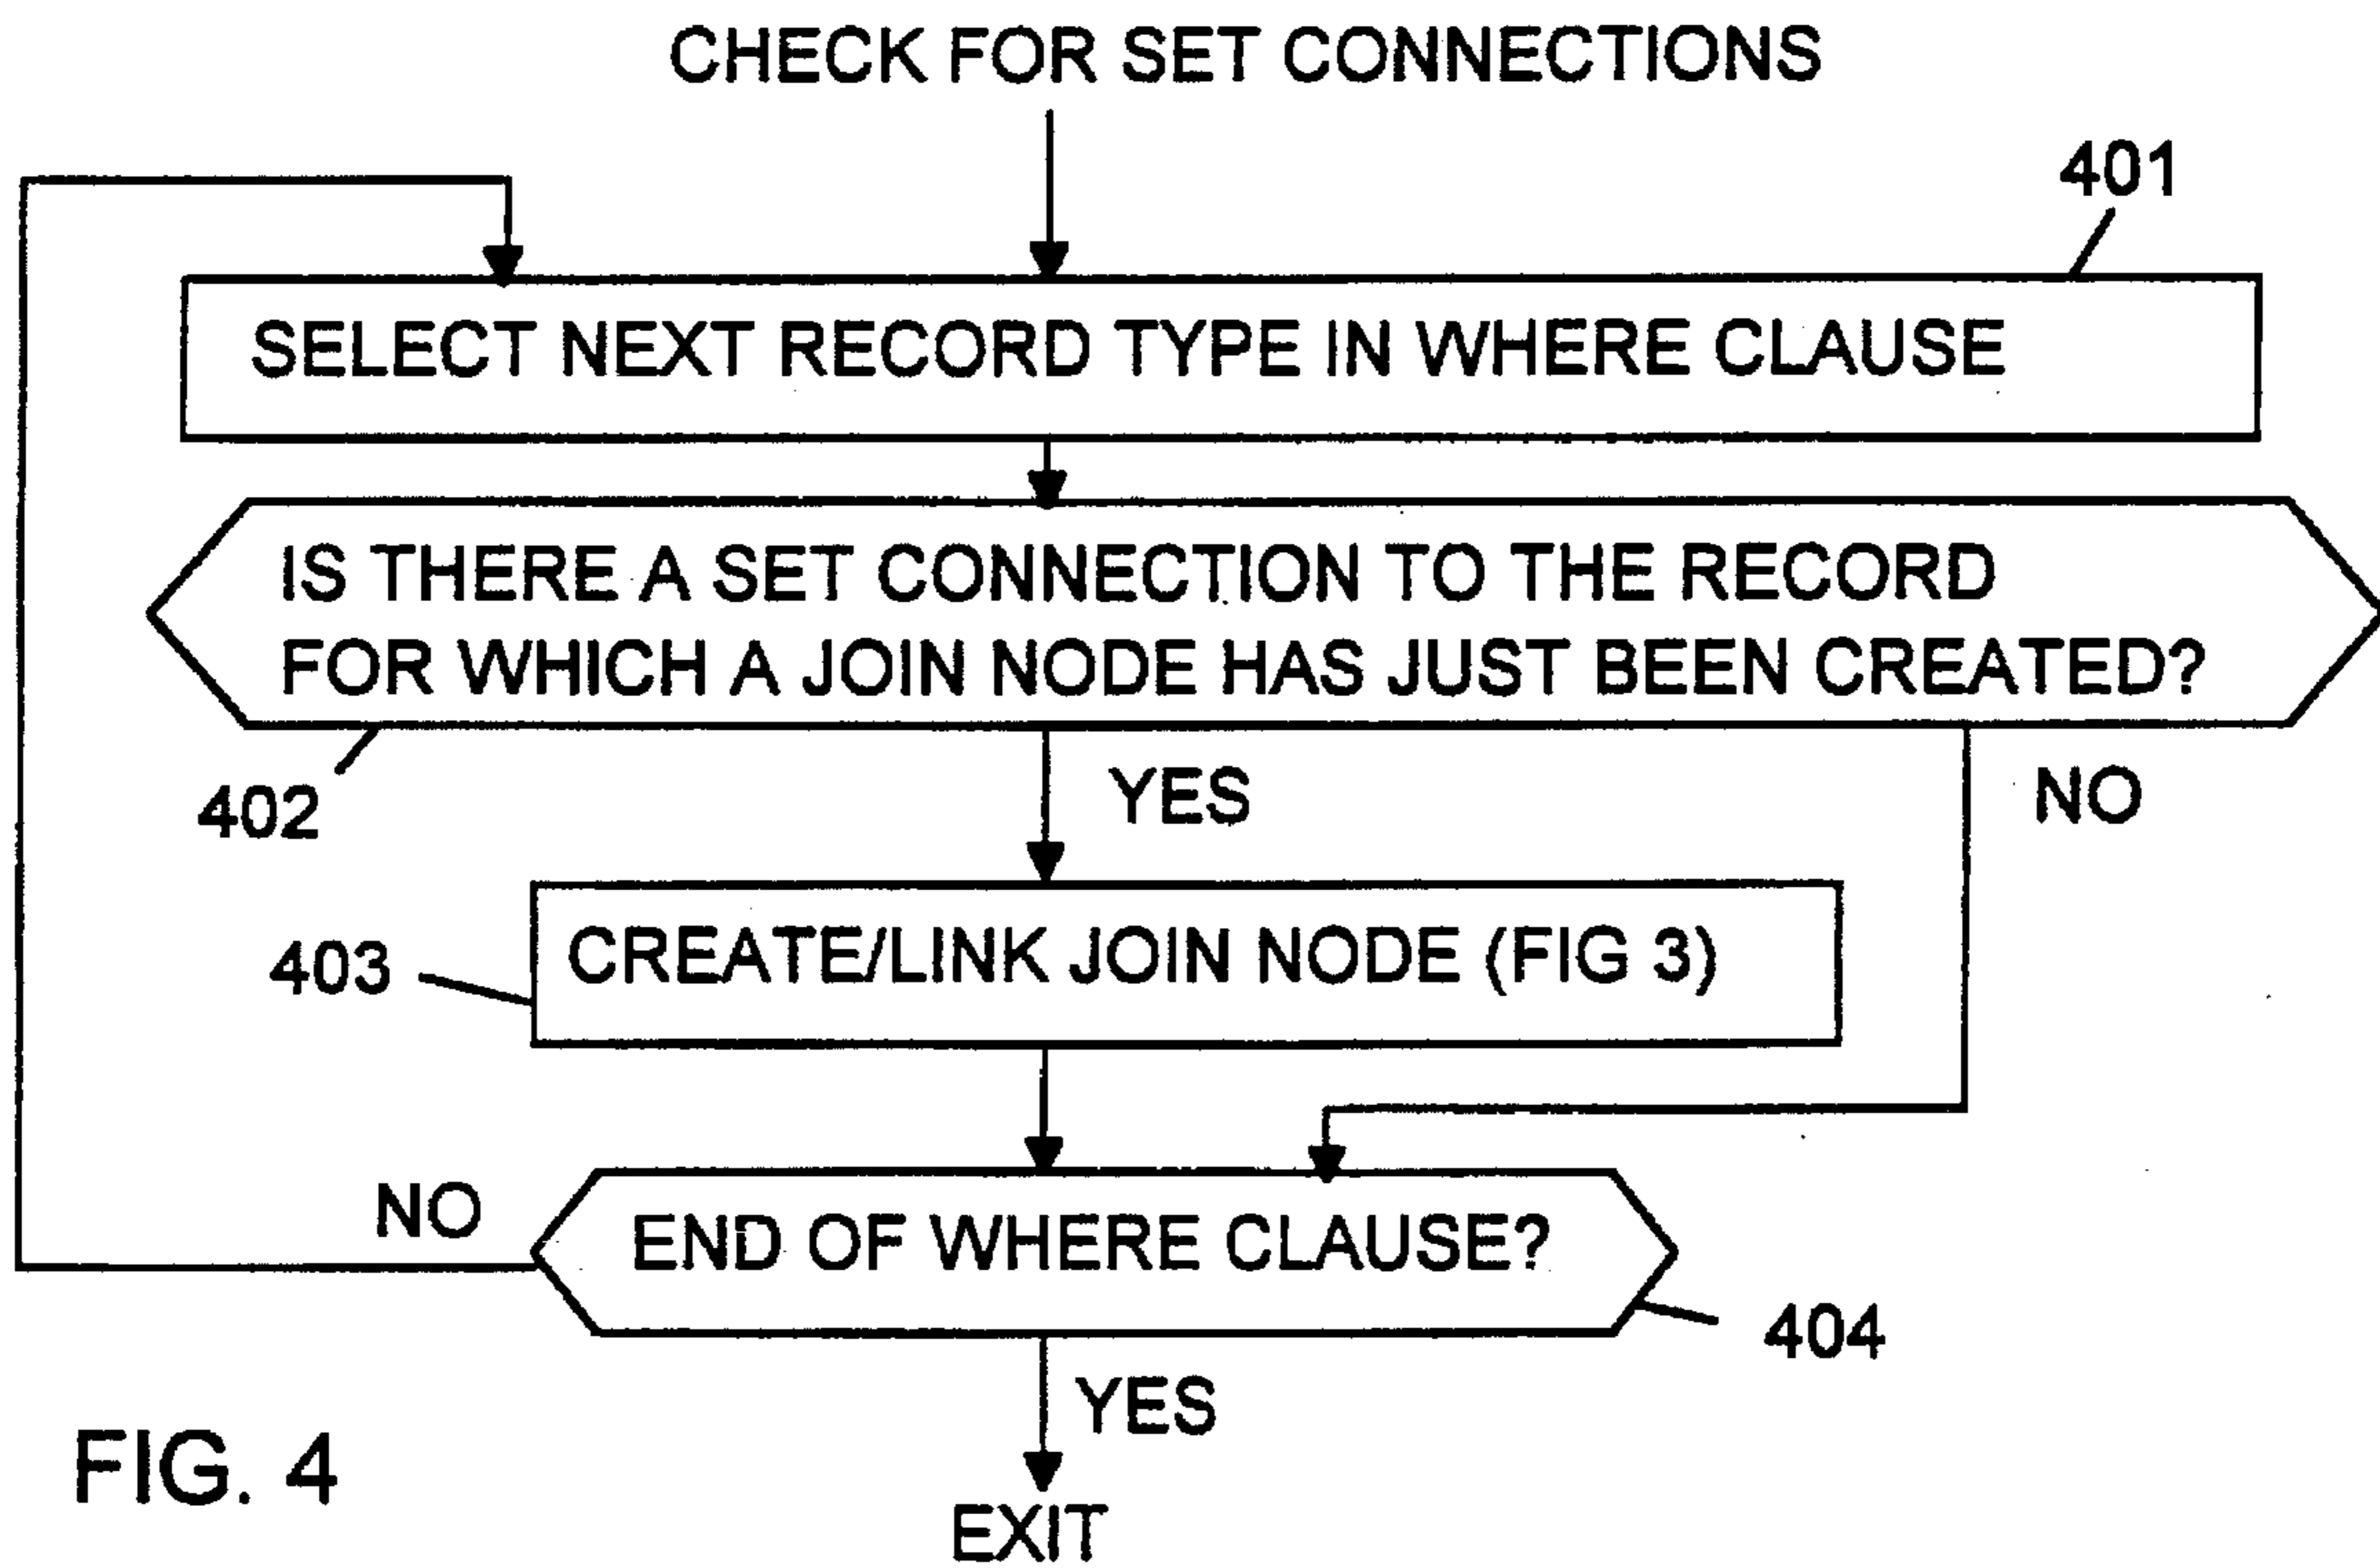 CHECK FOR SET CONNECTIONS
401
SELECT NEXT RECORD TYPE IN WHERE CLAUSE
IS THERE A SET CONNECTION TO THE RECORD
FOR WHICH A JOIN NODE HAS JUST BEEN CREATED?
402
YES
NO
CREATE/LINK JOIN NODE (FIG 3)
403
NO
END OF WHERE CLAUSE?
404
YES
FIG. 4
EXIT